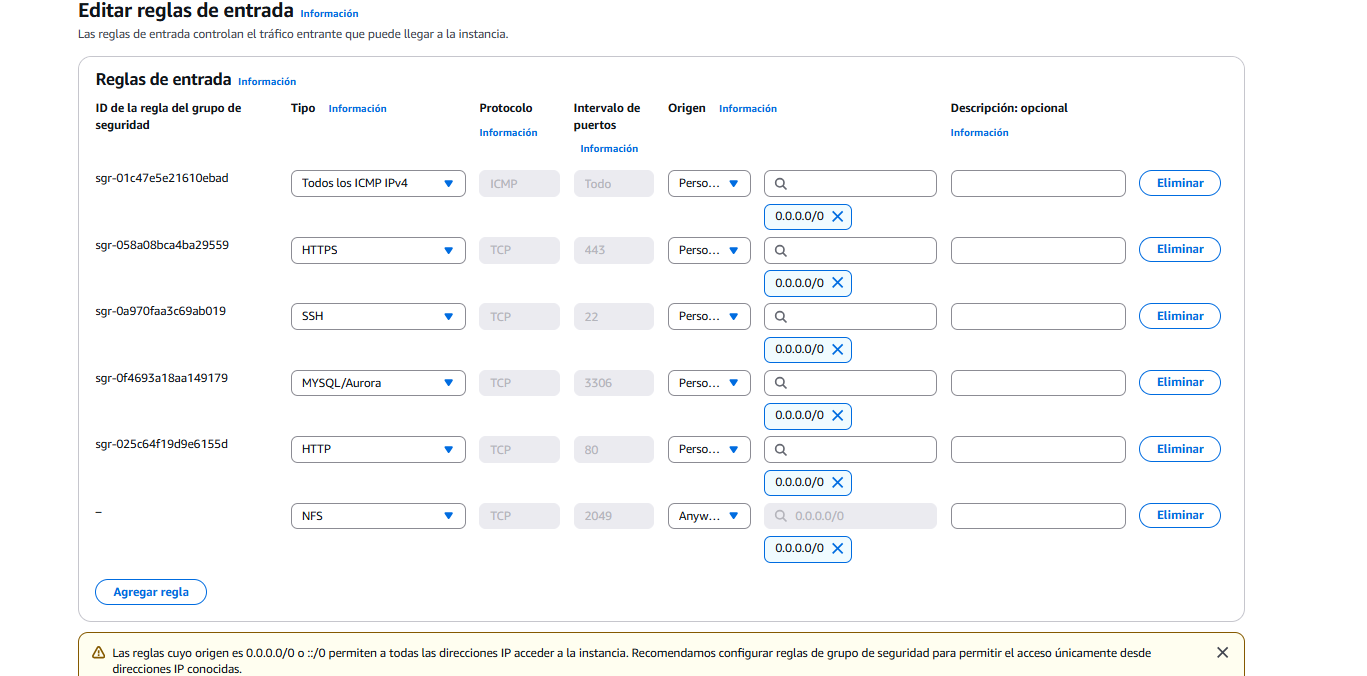 Editar reglas de entrada Información
Las reglas de entrada controlan el tráfico entrante que puede llegar a la instancia.
Reglas de entrada Información
ID de la regla del grupo de seguridad
Tipo Información
Protocolo Información
Intervalo de puertos Información
Origen Información
Descripción: opcional Información
sgr-01c47e5e21610ebad Todos los ICMP IPv4 ICMP Todo Perso... Eliminar
0.0.0.0/0
sgr-058a08bca4ba29559 HTTPS TCP 443 Perso... Eliminar
0.0.0.0/0
sgr-0a970faa3c69ab019 SSH TCP 22 Perso... Eliminar
0.0.0.0/0
sgr-0f4693a18aa149179 MYSQL/Aurora TCP 3306 Perso... Eliminar
0.0.0.0/0
sgr-025c64f19d9e6155d HTTP TCP 80 Perso... Eliminar
0.0.0.0/0
– NFS TCP 2049 Anyw... 0.0.0.0/0 Eliminar
0.0.0.0/0
Agregar regla
Las reglas cuyo origen es 0.0.0.0/0 o ::/0 permiten a todas las direcciones IP acceder a la instancia. Recomendamos configurar reglas de grupo de seguridad para permitir el acceso únicamente desde
direcciones IP conocidas.